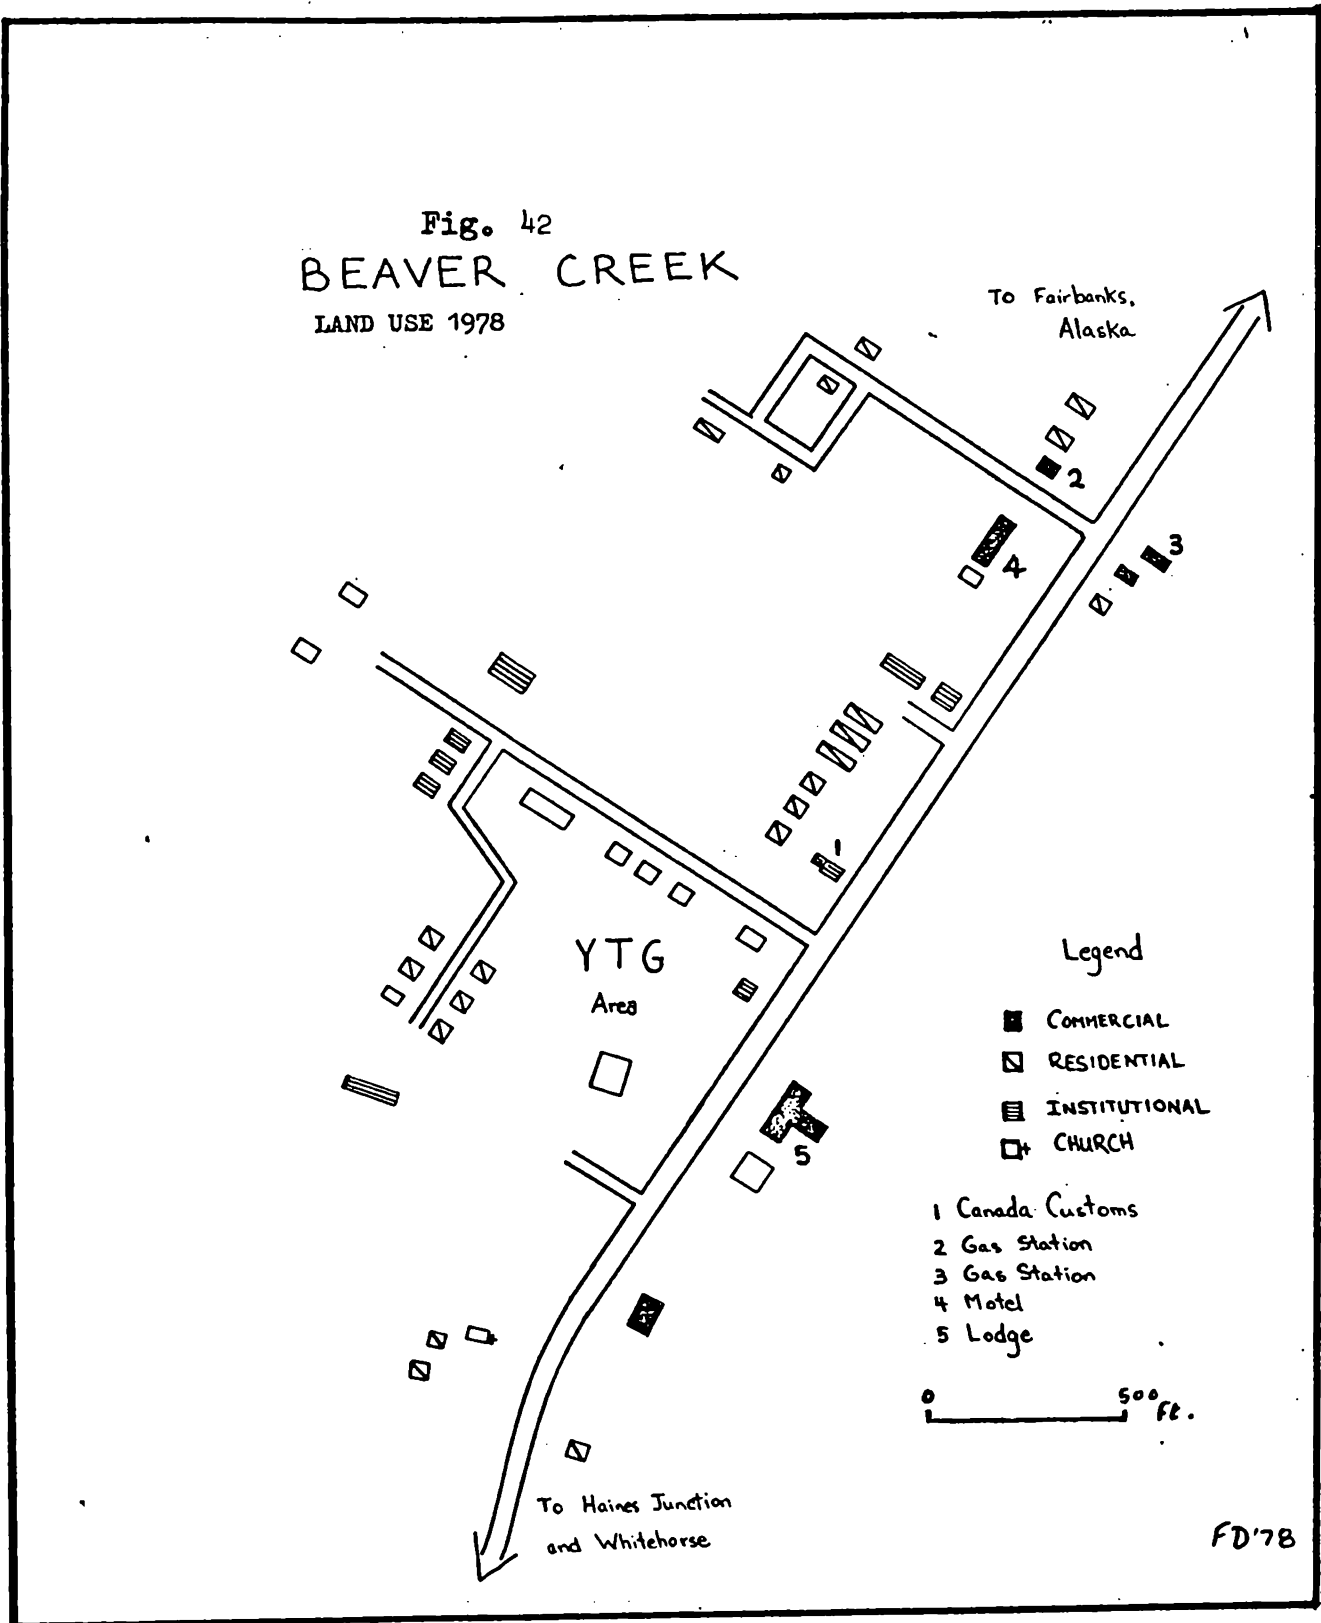 Fig. 42
BEAVER CREEK
LAND USE 1978
To Fairbanks,
Alaska
2
3
4
1
YTG
Area
5
Legend
COMMERCIAL
RESIDENTIAL
INSTITUTIONAL
CHURCH
1 Canada Customs
2 Gas Station
3 Gas Station
4 Motel
5 Lodge
0 500 Ft.
To Haines Junction
and Whitehorse
FD'78